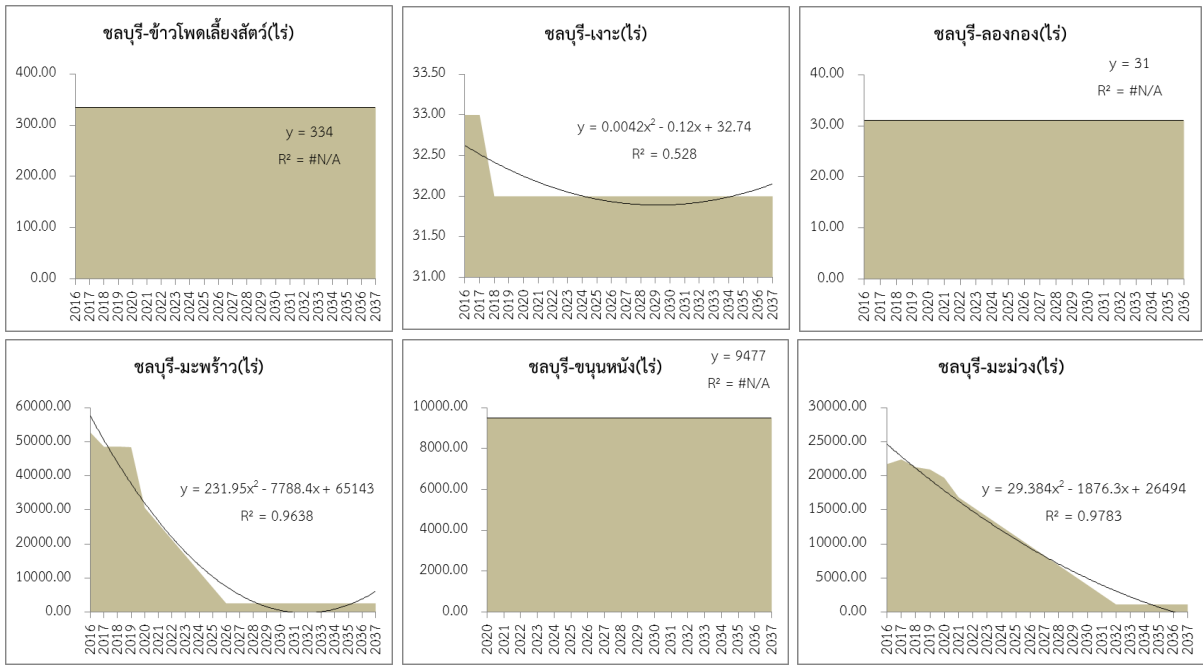 ชลบุรี-ข้าวโพดเลี้ยงสัตว์(ไร่)
400.00
300.00
200.00
100.00
0.00
y = 334
R² = #N/A
2016 2017 2018 2019 2020 2021 2022 2023 2024 2025 2026 2027 2028 2029 2030 2031 2032 2033 2034 2035 2036 2037
ชลบุรี-เงาะ(ไร่)
33.50
33.00
32.50
32.00
31.50
31.00
y = 0.0042x² - 0.12x + 32.74
R² = 0.528
2016 2017 2018 2019 2020 2021 2022 2023 2024 2025 2026 2027 2028 2029 2030 2031 2032 2033 2034 2035 2036 2037
ชลบุรี-ลองกอง(ไร่)
y = 31
R² = #N/A
40.00
30.00
20.00
10.00
0.00
2016 2017 2018 2019 2020 2021 2022 2023 2024 2025 2026 2027 2028 2029 2030 2031 2032 2033 2034 2035 2036
ชลบุรี-มะพร้าว(ไร่)
60000.00
50000.00
40000.00
30000.00
20000.00
10000.00
0.00
y = 231.95x² - 7788.4x + 65143
R² = 0.9638
2016 2017 2018 2019 2020 2021 2022 2023 2024 2025 2026 2027 2028 2029 2030 2031 2032 2033 2034 2035 2036 2037
ชลบุรี-ขนุนหนัง(ไร่)
y = 9477
R² = #N/A
10000.00
8000.00
6000.00
4000.00
2000.00
0.00
2020 2021 2022 2023 2024 2025 2026 2027 2028 2029 2030 2031 2032 2033 2034 2035 2036 2037
ชลบุรี-มะม่วง(ไร่)
30000.00
25000.00
20000.00
15000.00
10000.00
5000.00
0.00
y = 29.384x² - 1876.3x + 26494
R² = 0.9783
2016 2017 2018 2019 2020 2021 2022 2023 2024 2025 2026 2027 2028 2029 2030 2031 2032 2033 2034 2035 2036 2037